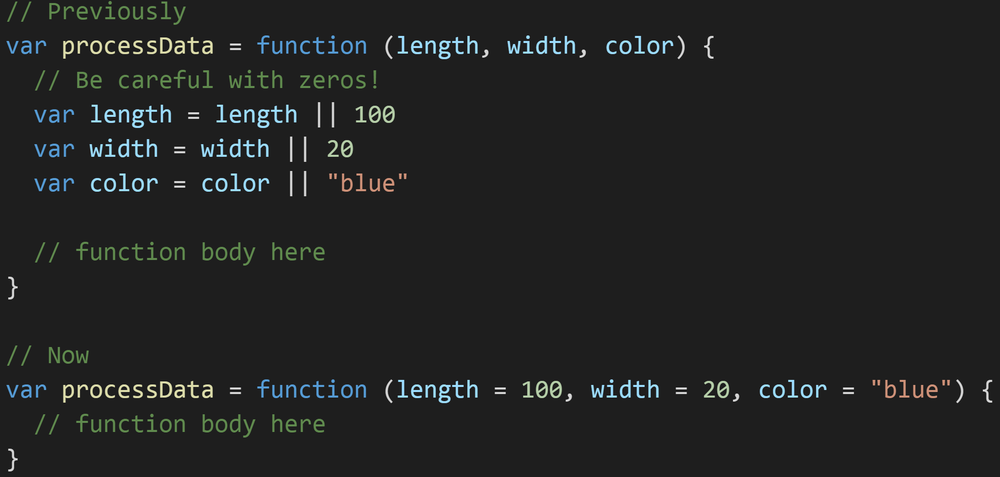 // Previously
var processData = function (length, width, color) {
  // Be careful with zeros!
  var length = length || 100
  var width = width || 20
  var color = color || "blue"

  // function body here
}

// Now
var processData = function (length = 100, width = 20, color = "blue") {
  // function body here
}